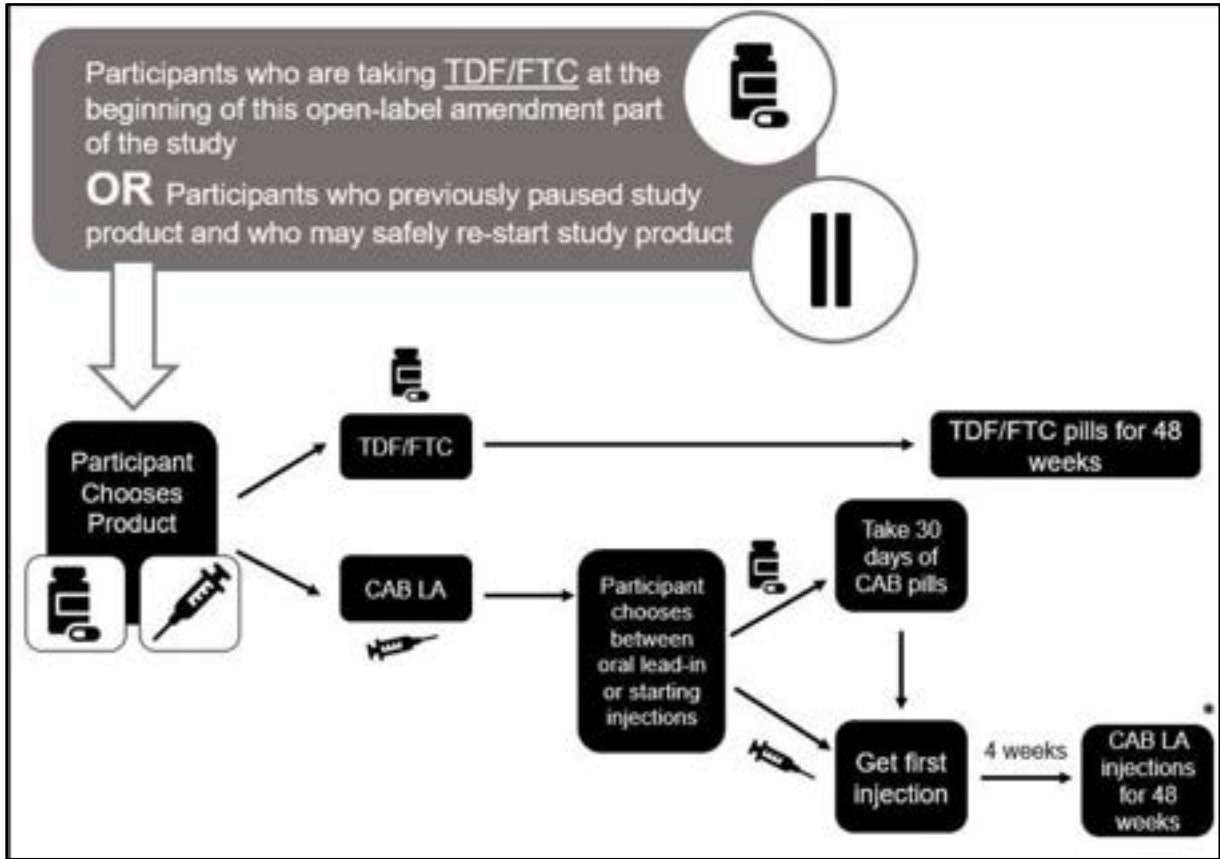 Participants who are taking TDF/FTC at the
beginning of this open-label amendment part
of the study
OR Participants who previously paused study
product and who may safely re-start study product
Participant
Chooses
Product
TDF/FTC
TDF/FTC pills for 48
weeks
CAB LA
Participant
chooses
between
oral lead-in
or starting
injections
Take 30
days of
CAB pills
Get first
injection
4 weeks
*
CAB LA
injections
for 48
weeks